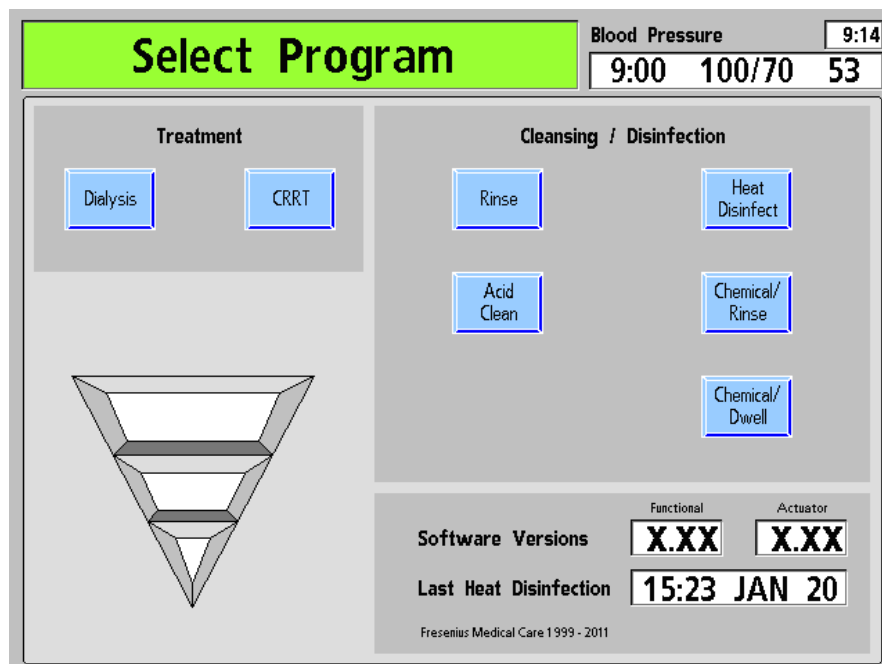 Select Program
Blood Pressure
9:14
9:00 100/70 53
Treatment
Dialysis
CRRT
Cleansing / Disinfection
Rinse
Heat
Disinfect
Acid
Clean
Chemical/
Rinse
Chemical/
Dwell
Functional
Actuator
Software Versions
X.XX
X.XX
Last Heat Disinfection
15:23 JAN 20
Fresenius Medical Care 1999 - 2011